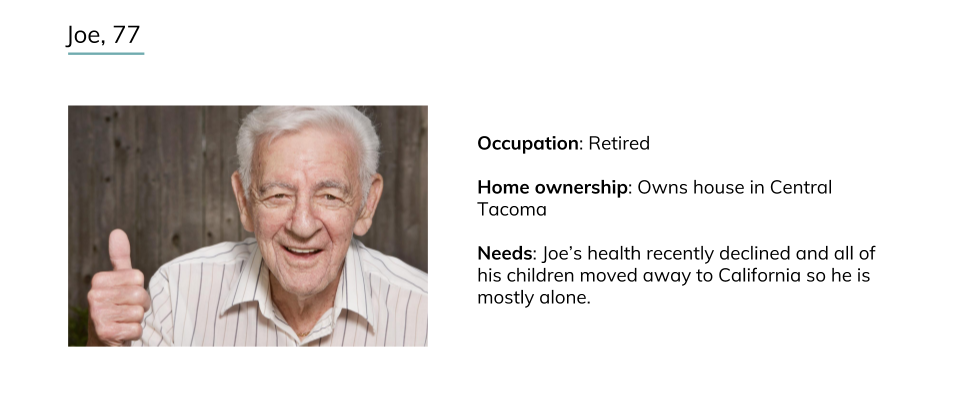 Joe, 77
Occupation: Retired
Home ownership: Owns house in Central
Tacoma
Needs: Joe’s health recently declined and all of
his children moved away to California so he is
mostly alone.